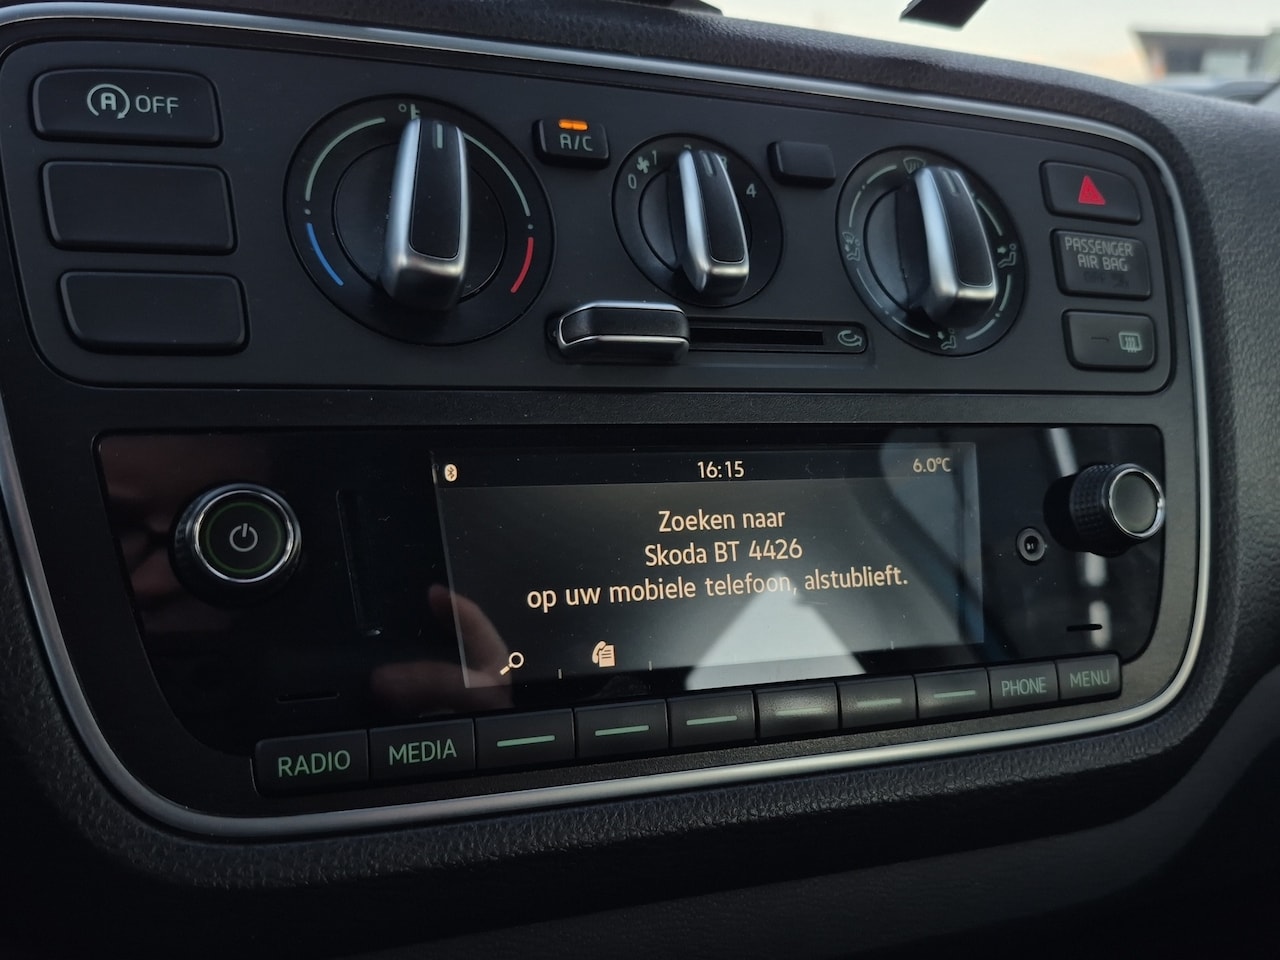 A OFF
A/C
0 1 4
PASSENGER
AIR BAG
16:15 6.0°C
Zoeken naar
Skoda BT 4426
op uw mobiele telefoon, alstublieft.
RADIO MEDIA PHONE MENU